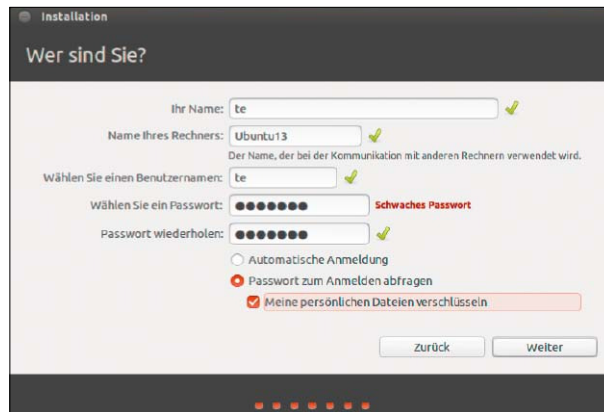 Installation
Wer sind Sie?
Ihr Name: te
Name Ihres Rechners: Ubuntu13
Der Name, der bei der Kommunikation mit anderen Rechnern verwendet wird.
Wählen Sie einen Benutzernamen: te
Wählen Sie ein Passwort: ●●●●●●● Schwaches Passwort
Passwort wiederholen: ●●●●●●●
Automatische Anmeldung
Passwort zum Anmelden abfragen
Meine persönlichen Dateien verschlüsseln
Zurück Weiter